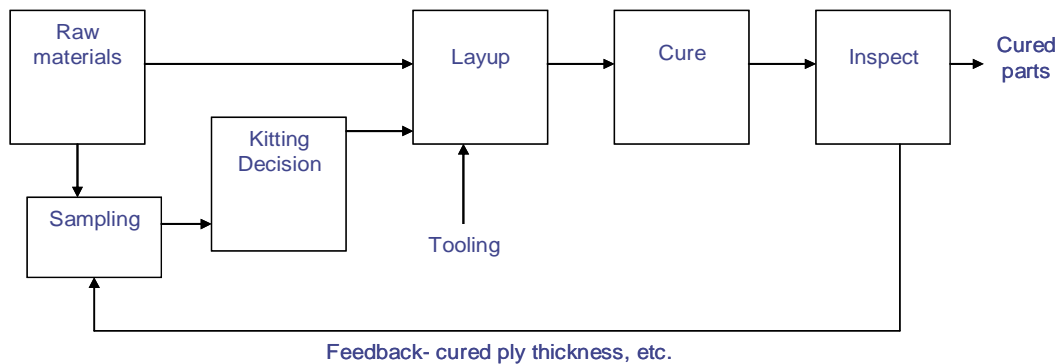 Raw
materials
Layup
Cure
Inspect
Cured
parts
Kitting
Decision
Sampling
Tooling
Feedback- cured ply thickness, etc.